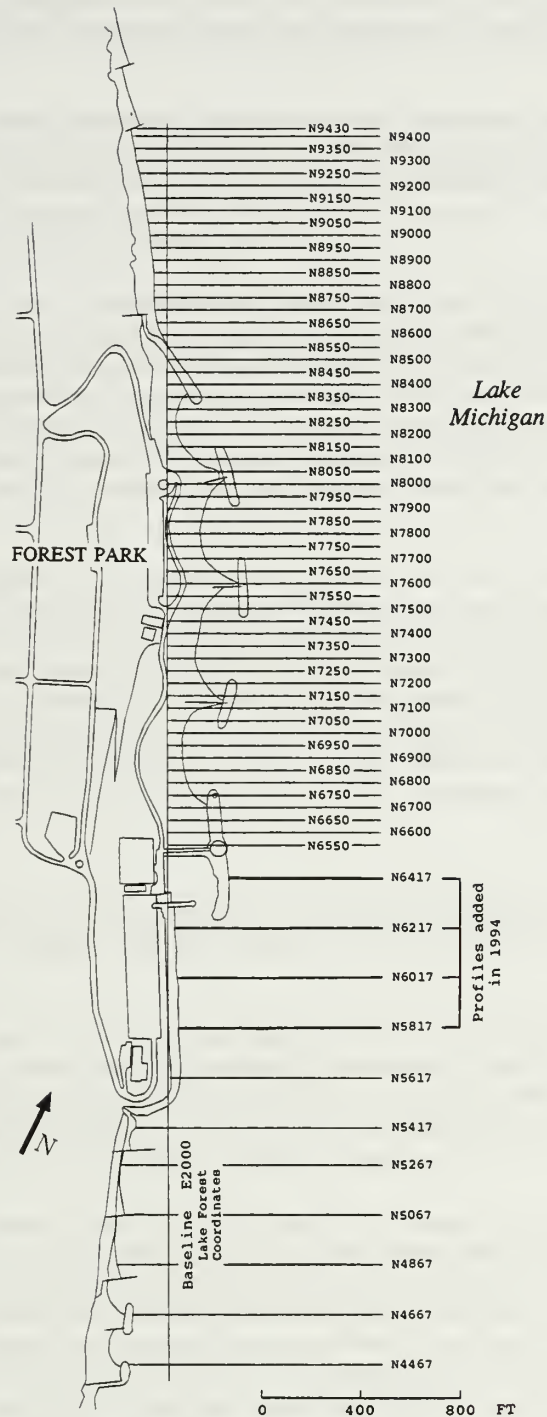 N9430
N9400
N9350
N9300
N9250
N9200
N9150
N9100
N9050
N9000
N8950
N8900
N8850
N8800
N8750
N8700
N8650
N8600
N8550
N8500
N8450
N8400
Lake
Michigan
N8350
N8300
N8250
N8200
N8150
N8100
N8050
N8000
N7950
N7900
N7850
N7800
N7750
FOREST PARK
N7700
N7650
N7600
N7550
N7500
N7450
N7400
N7350
N7300
N7250
N7200
N7150
N7100
N7050
N7000
N6950
N6900
N6850
N6800
N6750
N6700
N6650
N6600
N6550
N6417
N6217
N6017
N5817
Profiles added
in 1994
N5617
N
N5417
N5267
N5067
N4867
Baseline E2000
Lake Forest
Coordinates
N4667
N4467
0 400 800 FT